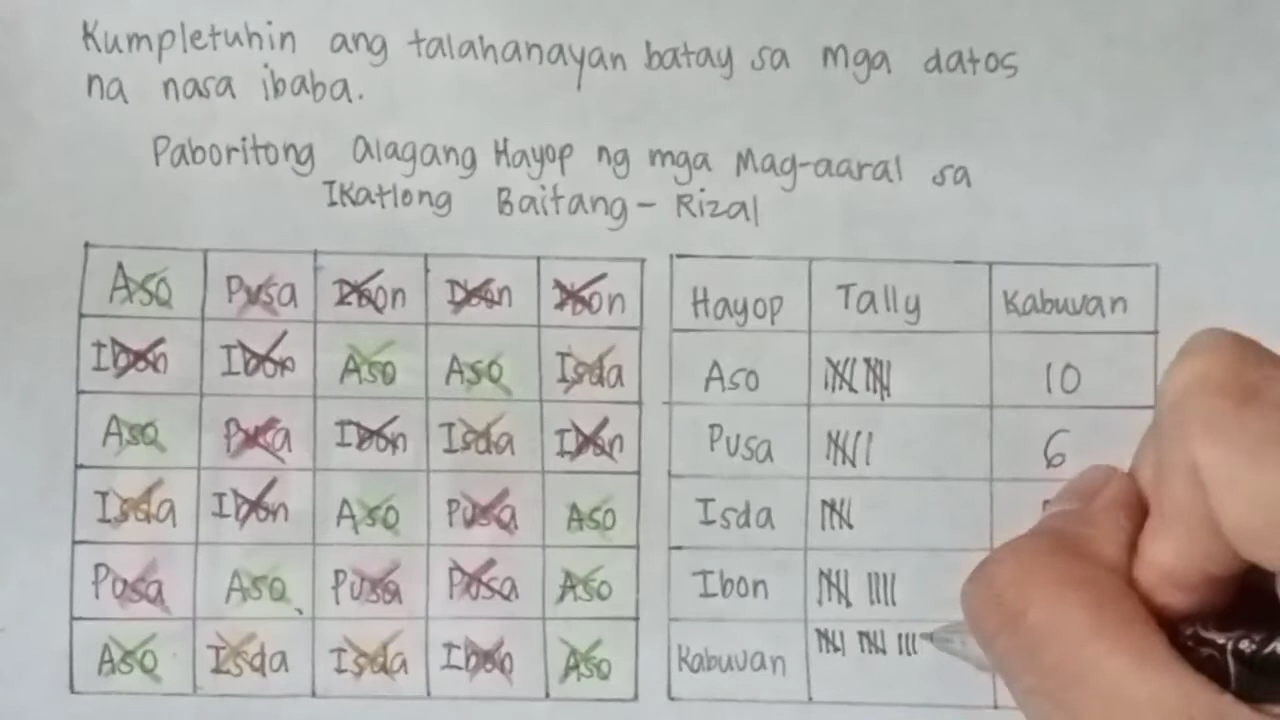 Kumpletuhin ang talahanayan batay sa mga datos
na nasa ibaba.
Paboritong alagang Hayop ng mga Mag-aaral sa
Ikatlong Baitang - Rizal
Aso Pusa Ibon Ibon Ibon
Ibon Ibon Aso Aso Isda
Aso Pusa Ibon Isda Ibon
Isda Ibon Aso Pusa Aso
Pusa Aso Pusa Pusa Aso
Aso Isda Isda Ibon Aso
Hayop Tally Kabuuan
Aso 10
Pusa 6
Isda
Ibon
Kabuuan